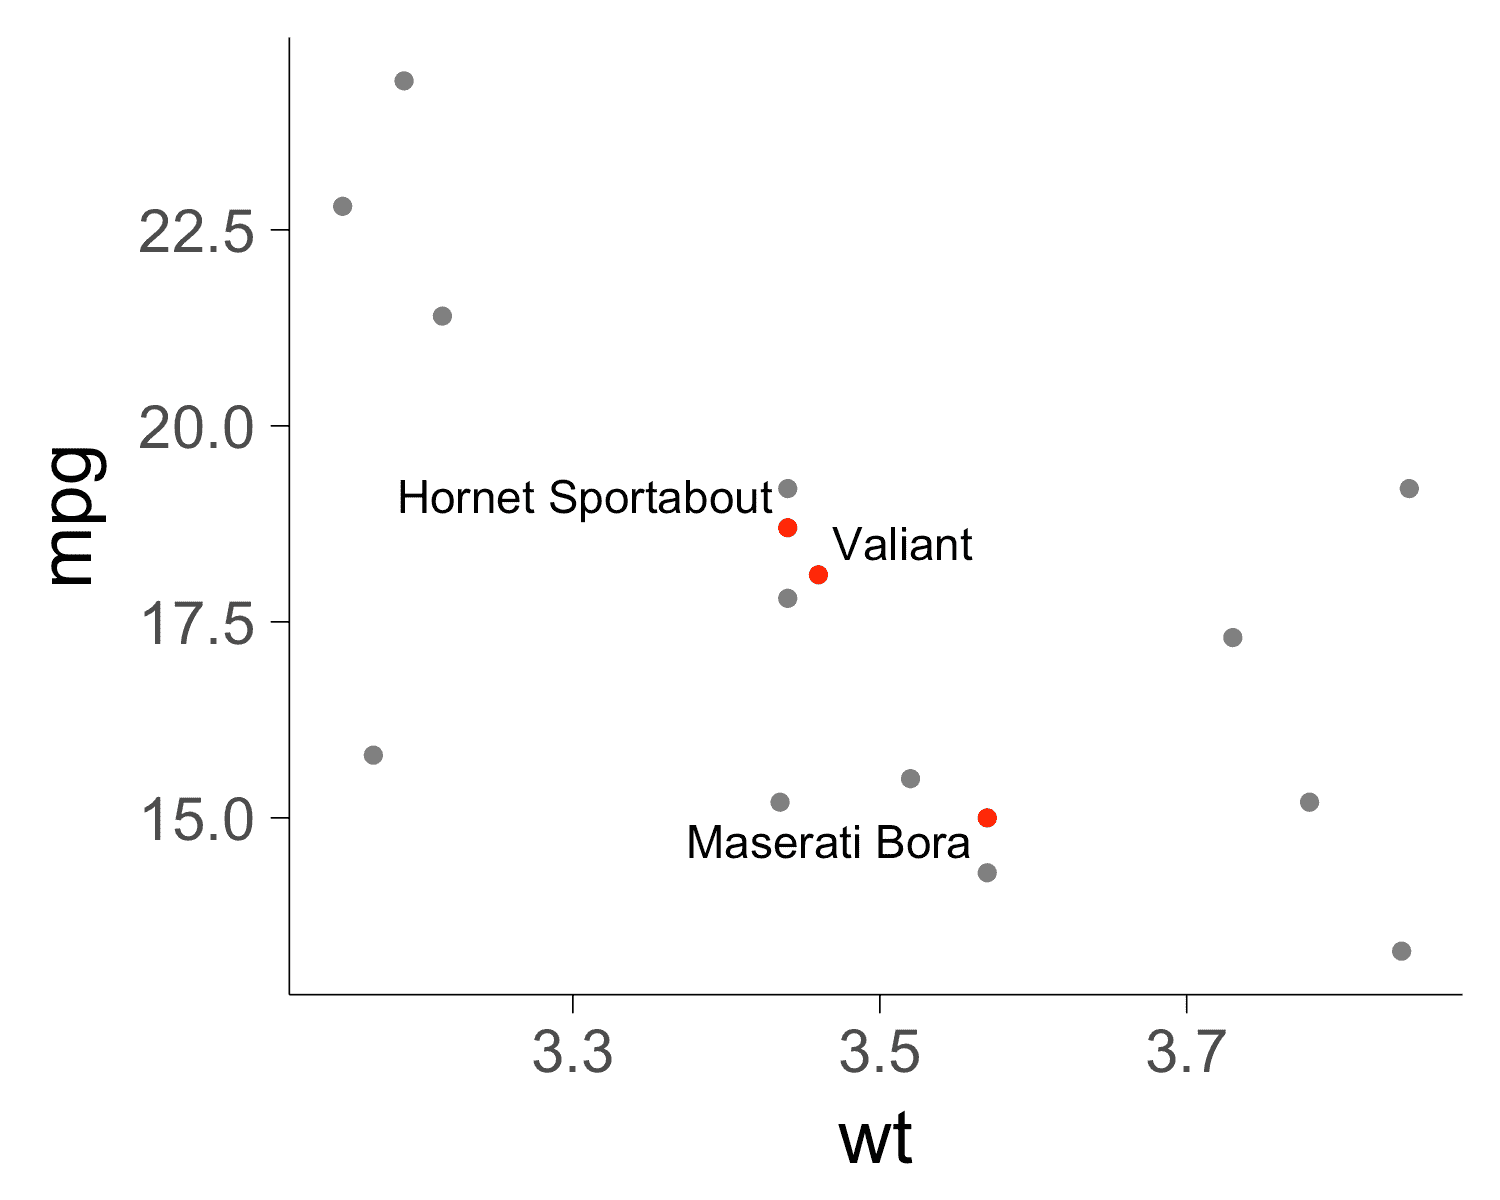 mpg
22.5
20.0
17.5
15.0
Hornet Sportabout
Valiant
Maserati Bora
3.3
3.5
3.7
wt